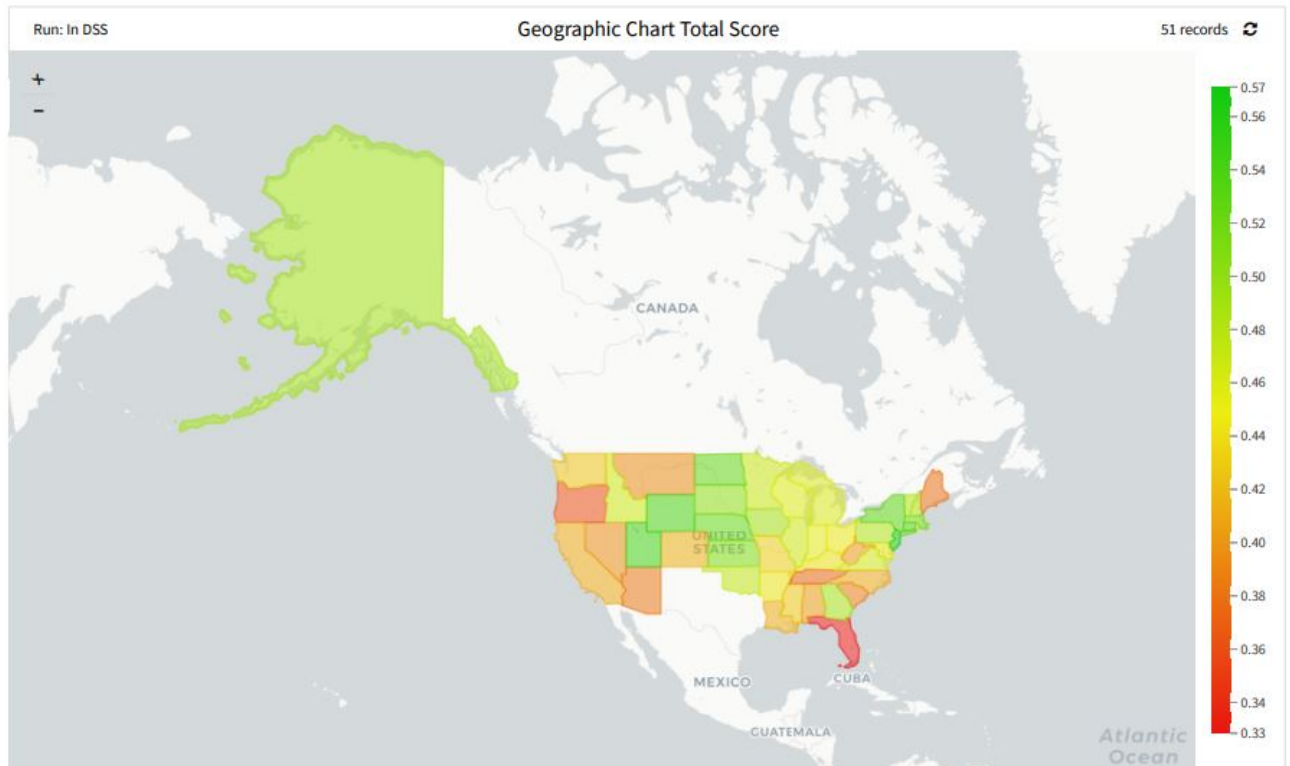 Run: In DSS
Geographic Chart Total Score
51 records
+
−
0.57
0.56
0.54
0.52
0.50
0.48
0.46
0.44
0.42
0.40
0.38
0.36
0.34
0.33
CANADA
UNITED
STATES
MEXICO
CUBA
GUATEMALA
Atlantic
Ocean